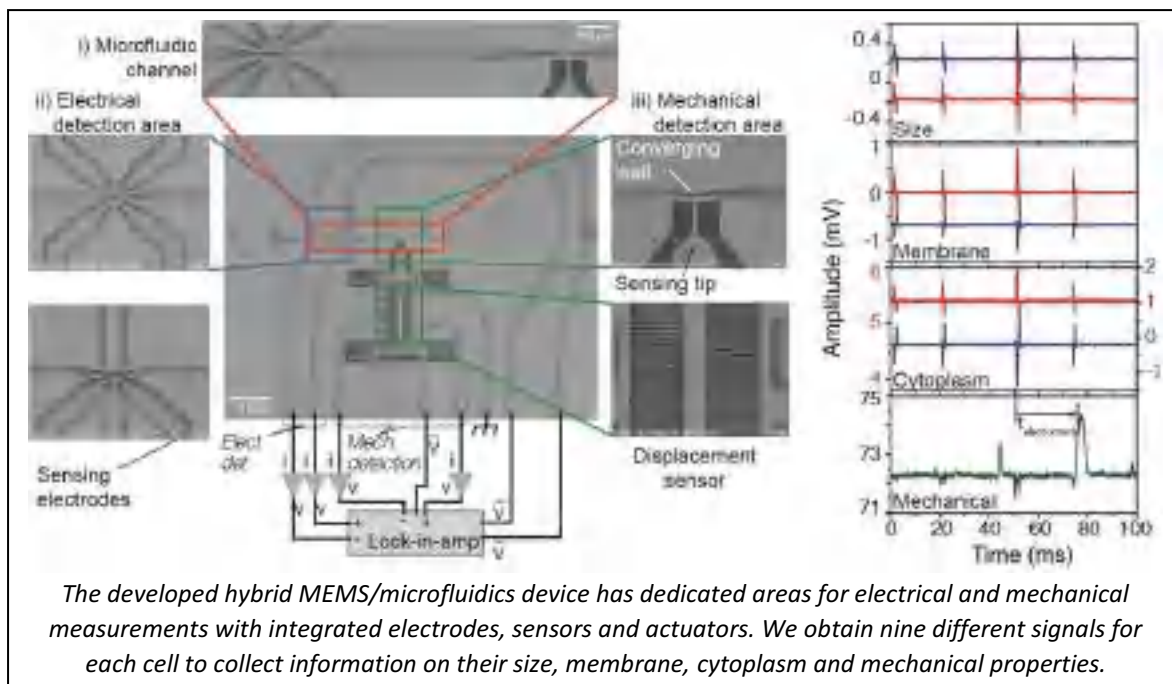 i) Microfluidic
channel
ii) Electrical
detection area
iii) Mechanical
detection area
Converging
wall
Sensing tip
Sensing
electrodes
Displacement
sensor
Elect
det
Mech
detection
i
i
i
i
v
v
v
v
ṽ
ṽ
ṽ
+
-
-
+
Lock-in-amp
Amplitude (mV)
0.4
0
-0.4
Size
1
0
-1
Membrane
6
5
4
2
1
0
-1
Cytoplasm
75
73
71
Mechanical
0
20
40
60
80
100
Time (ms)
The developed hybrid MEMS/microfluidics device has dedicated areas for electrical and mechanical
measurements with integrated electrodes, sensors and actuators. We obtain nine different signals for
each cell to collect information on their size, membrane, cytoplasm and mechanical properties.